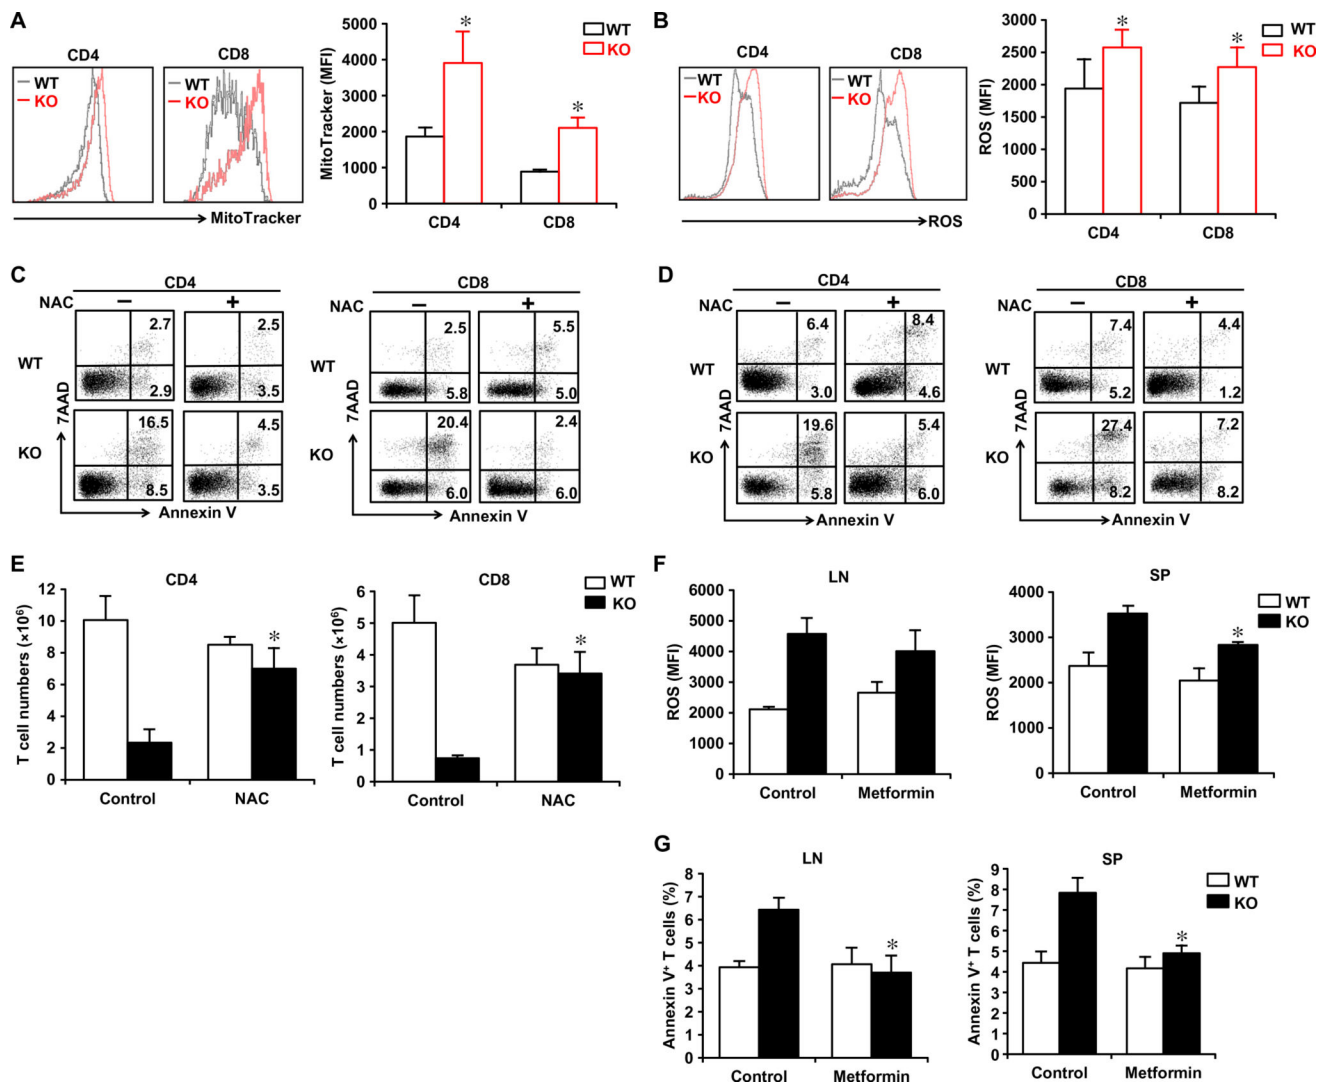 A
CD4
CD8
WT
KO
WT
KO
MitoTracker
MitoTracker (MFI)
5000
4000
3000
2000
1000
0
*
*
WT
KO
CD4 CD8
B
CD4
CD8
WT
KO
WT
KO
ROS
ROS (MFI)
3000
2500
2000
1500
1000
500
0
*
*
WT
KO
CD4 CD8
C
CD4
NAC − +
WT
2.7 2.5
2.9 3.5
KO
16.5 4.5
8.5 3.5
7AAD
Annexin V
CD8
NAC − +
WT
2.5 5.5
5.8 5.0
KO
20.4 2.4
6.0 6.0
7AAD
Annexin V
D
CD4
NAC − +
WT
6.4 8.4
3.0 4.6
KO
19.6 5.4
5.8 6.0
7AAD
Annexin V
CD8
NAC − +
WT
7.4 4.4
5.2 1.2
KO
27.4 7.2
8.2 8.2
7AAD
Annexin V
E
CD4
T cell numbers (×10⁶)
12
10
8
6
4
2
0
*
Control NAC
CD8
T cell numbers (×10⁶)
6
5
4
3
2
1
0
*
WT
KO
Control NAC
F
LN
ROS (MFI)
6000
5000
4000
3000
2000
1000
0
Control Metformin
SP
ROS (MFI)
4000
3000
2000
1000
0
*
WT
KO
Control Metformin
G
LN
Annexin V⁺ T cells (%)
8
7
6
5
4
3
2
1
0
*
Control Metformin
SP
Annexin V⁺ T cells (%)
9
8
7
6
5
4
3
2
1
0
*
WT
KO
Control Metformin